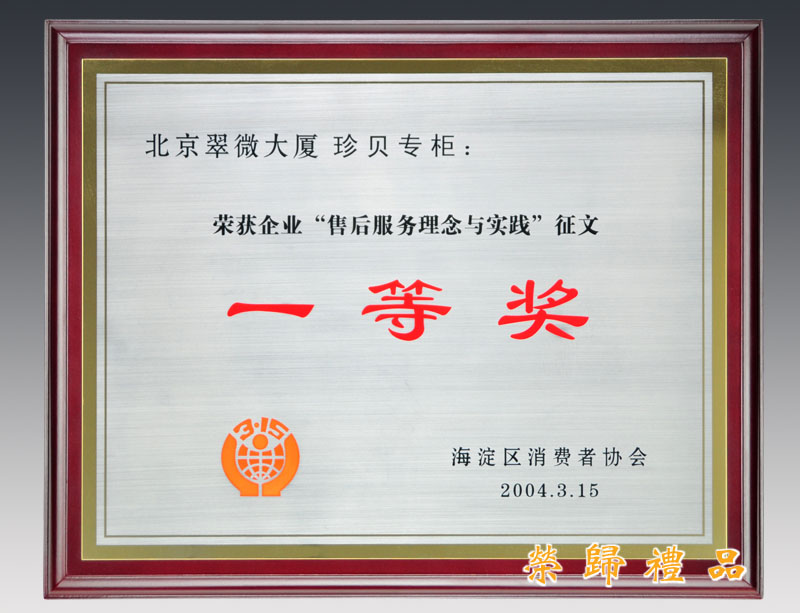 北京翠微大厦 珍贝专柜：
荣获企业“售后服务理念与实践”征文
一等奖
3·15
海淀区消费者协会
2004.3.15
榮歸禮品